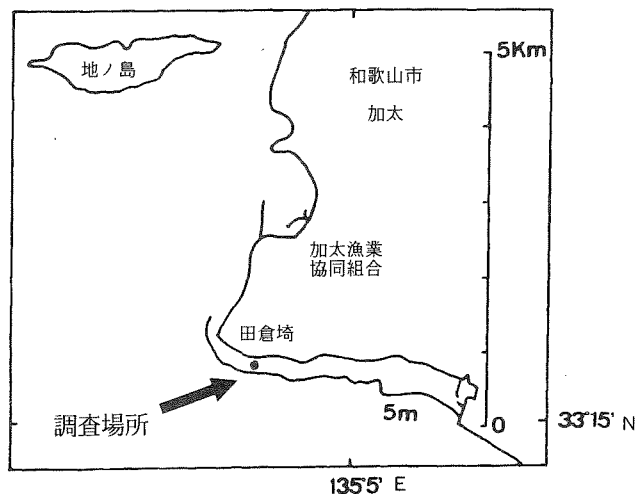 地ノ島
5Km
和歌山市
加太
加太漁業
協同組合
田倉埼
調査場所
5m
0
33°15' N
135°5' E